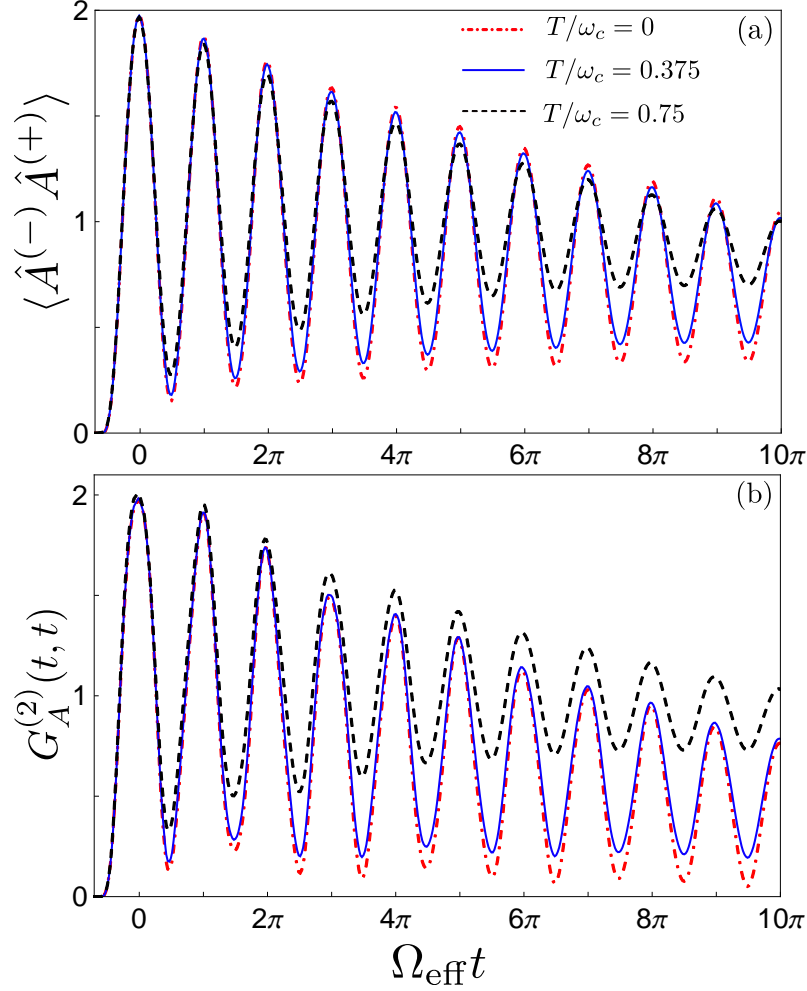 2
T/ω_c = 0
(a)
T/ω_c = 0.375
T/ω_c = 0.75
⟨Â^(−) Â^(+)⟩
1
0
0 2π 4π 6π 8π 10π
2
(b)
G_A^(2)(t, t)
1
0
0 2π 4π 6π 8π 10π
Ω_eff t